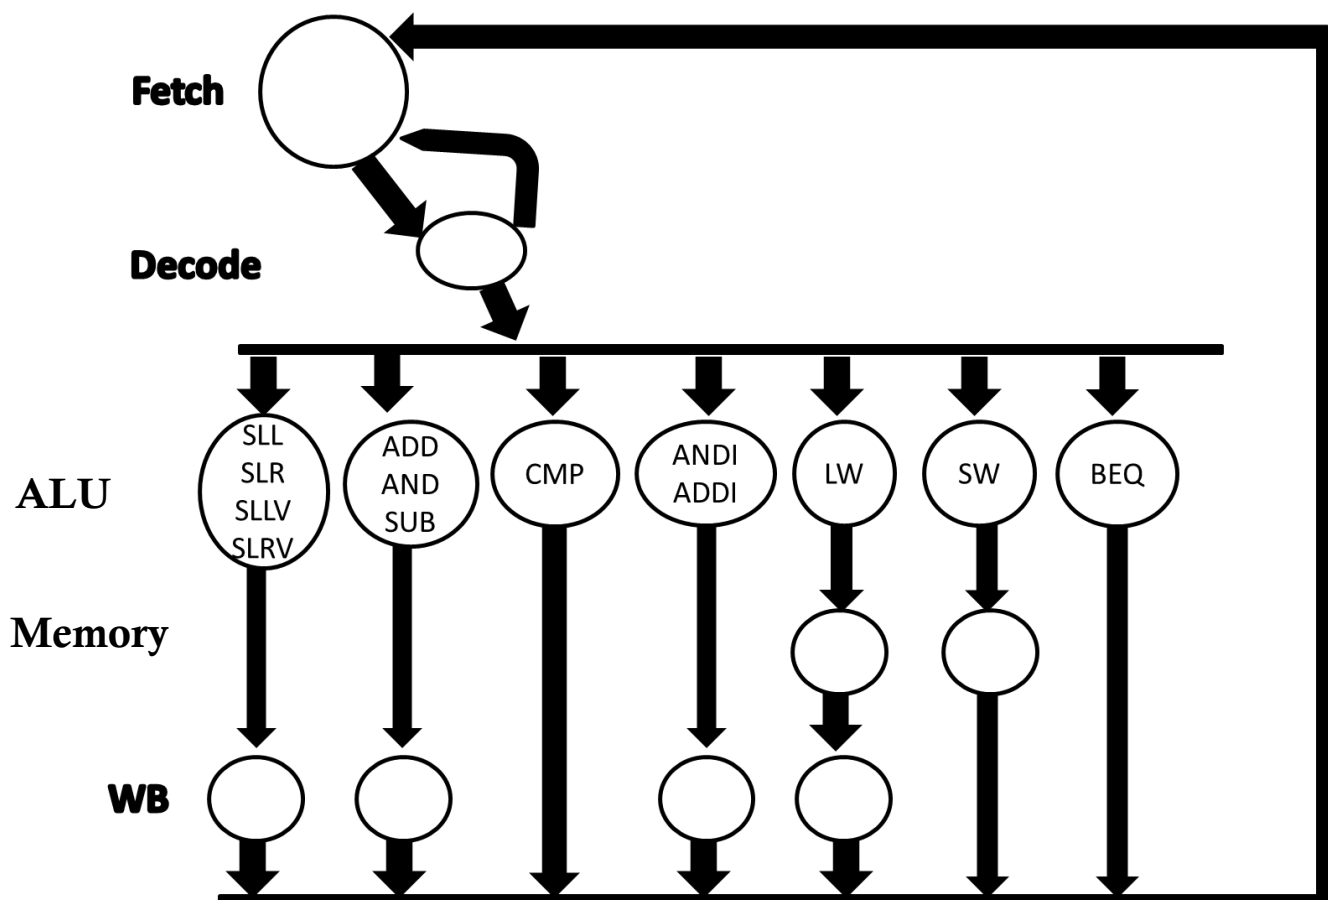 Fetch
Decode
ALU
SLL
SLR
SLLV
SLRV
ADD
AND
SUB
CMP
ANDI
ADDI
LW
SW
BEQ
Memory
WB